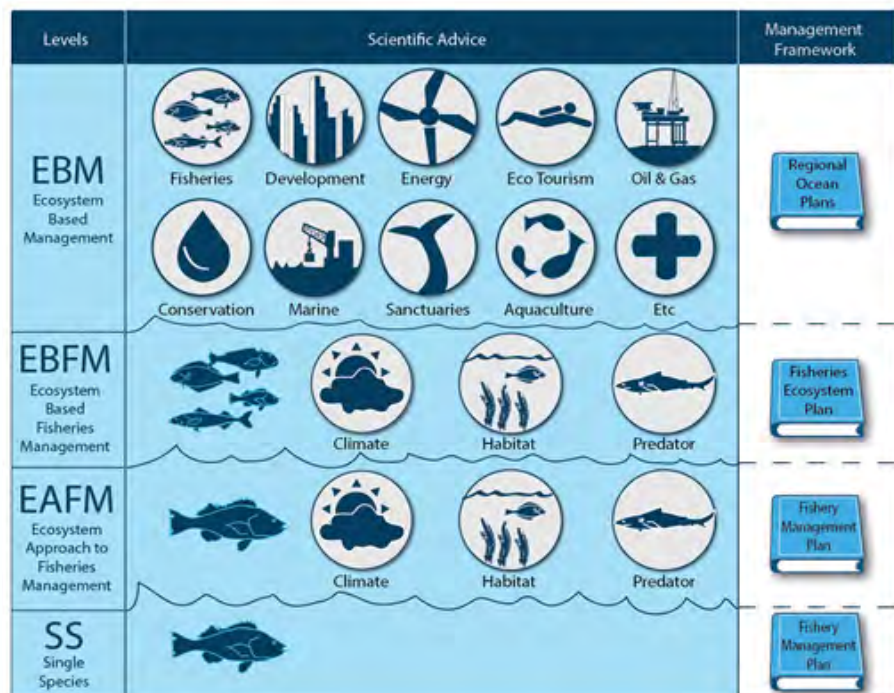 Levels
Scientific Advice
Management
Framework
EBM
Ecosystem
Based
Management
Fisheries
Development
Energy
Eco Tourism
Oil & Gas
Conservation
Marine
Sanctuaries
Aquaculture
Etc
Regional
Ocean
Plans
EBFM
Ecosystem
Based
Fisheries
Management
Climate
Habitat
Predator
Fisheries
Ecosystem
Plan
EAFM
Ecosystem
Approach to
Fisheries
Management
Climate
Habitat
Predator
Fishery
Management
Plan
SS
Single
Species
Fishery
Management
Plan